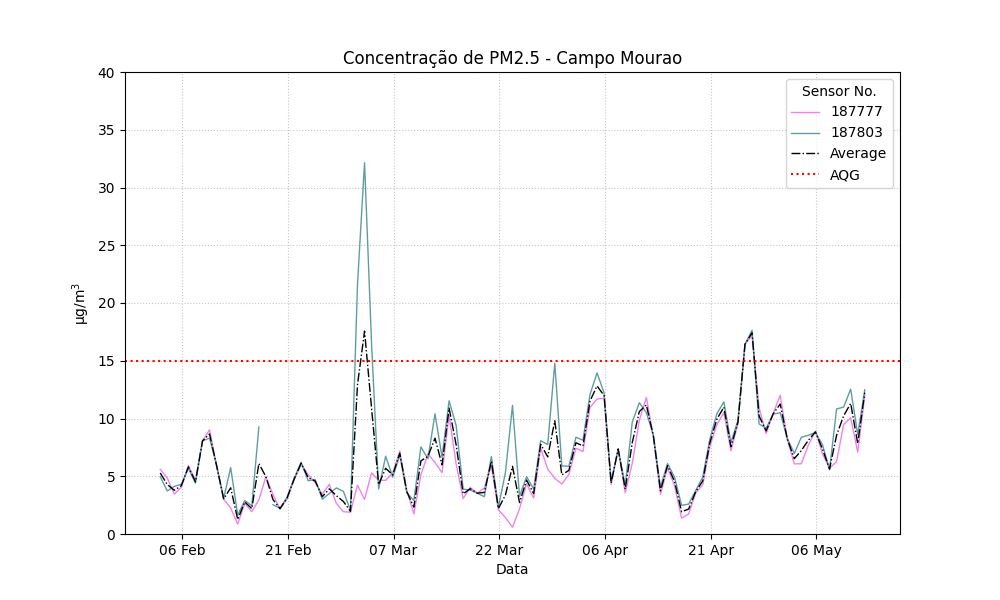 Concentração de PM2.5 - Campo Mourao
40
35
30
25
20
15
10
5
0
µg/m³
Sensor No.
187777
187803
Average
AQG
06 Feb
21 Feb
07 Mar
22 Mar
06 Apr
21 Apr
06 May
Data